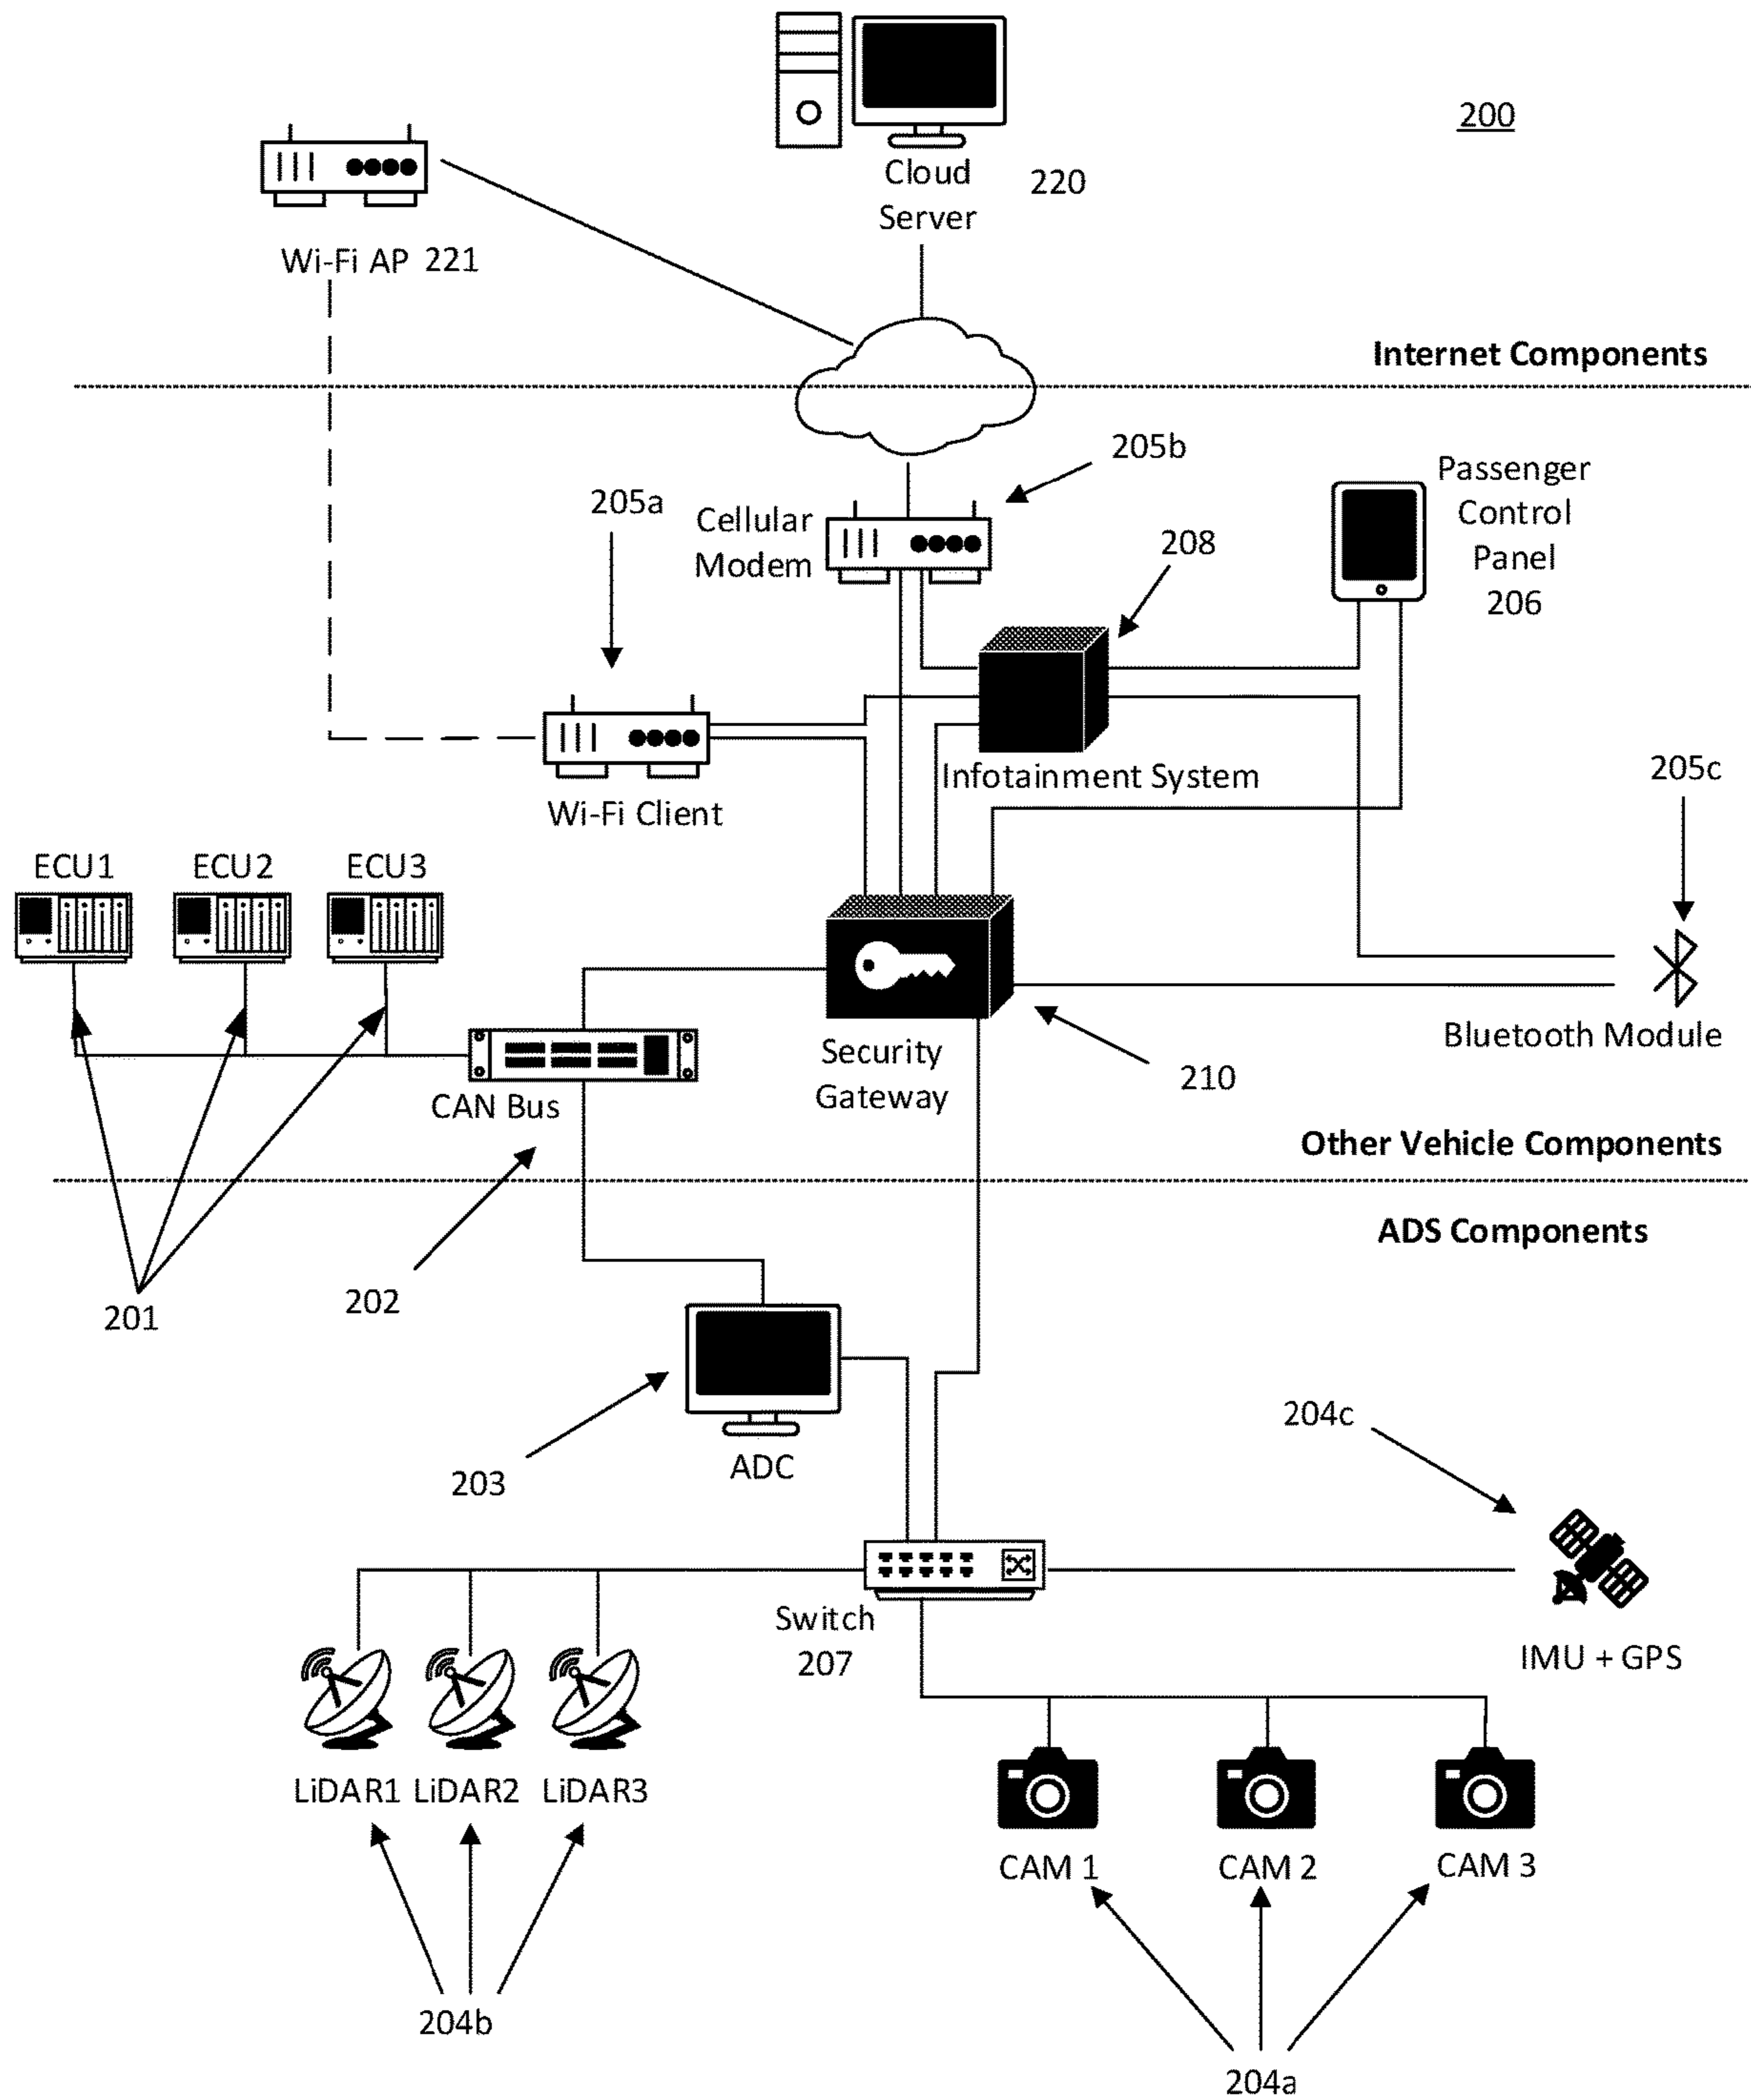 200
Cloud
Server
220
Wi-Fi AP 221
Internet Components
205b
205a
Cellular
Modem
208
Passenger
Control
Panel
206
Infotainment System
Wi-Fi Client
205c
ECU1
ECU2
ECU3
Bluetooth Module
Security
Gateway
210
CAN Bus
Other Vehicle Components
ADS Components
201
202
204c
203
ADC
Switch
207
IMU + GPS
LiDAR1
LiDAR2
LiDAR3
CAM 1
CAM 2
CAM 3
204b
204a